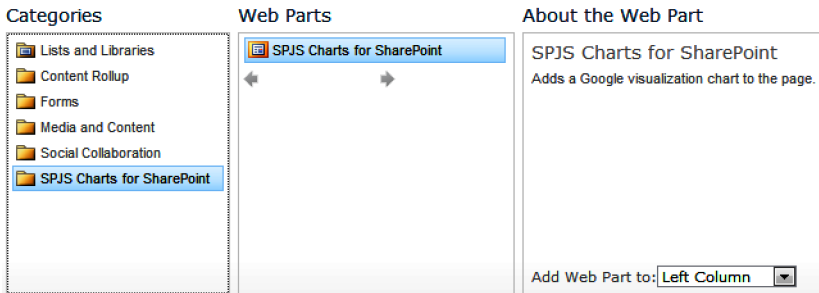 Categories
Lists and Libraries
Content Rollup
Forms
Media and Content
Social Collaboration
SPJS Charts for SharePoint
Web Parts
SPJS Charts for SharePoint
About the Web Part
SPJS Charts for SharePoint
Adds a Google visualization chart to the page.
Add Web Part to: Left Column